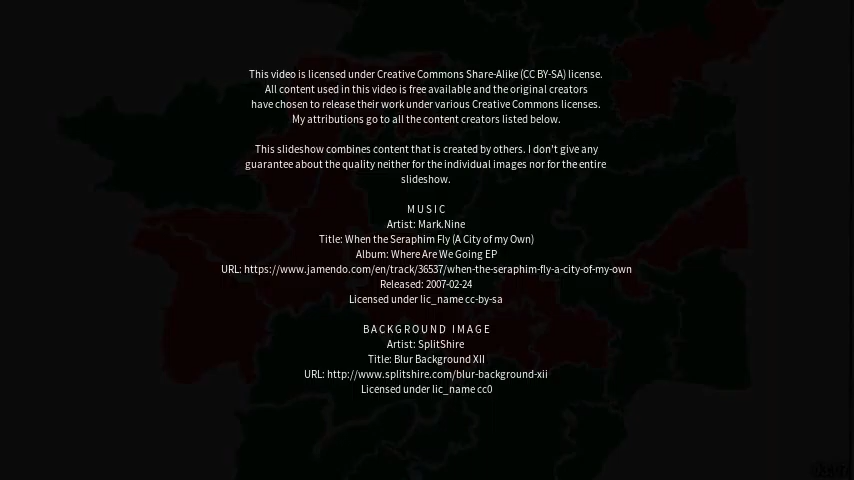 This video is licensed under Creative Commons Share-Alike (CC BY-SA) license.
All content used in this video is free available and the original creators
have chosen to release their work under various Creative Commons licenses.
My attributions go to all the content creators listed below.
This slideshow combines content that is created by others. I don't give any
guarantee about the quality neither for the individual images nor for the entire
slideshow.
MUSIC
Artist: Mark.Nine
Title: When the Seraphim Fly (A City of my Own)
Album: Where Are We Going EP
URL: https://www.jamendo.com/en/track/36537/when-the-seraphim-fly-a-city-of-my-own
Released: 2007-02-24
Licensed under lic_name cc-by-sa
BACKGROUND IMAGE
Artist: SplitShire
Title: Blur Background XII
URL: http://www.splitshire.com/blur-background-xii
Licensed under lic_name cc0